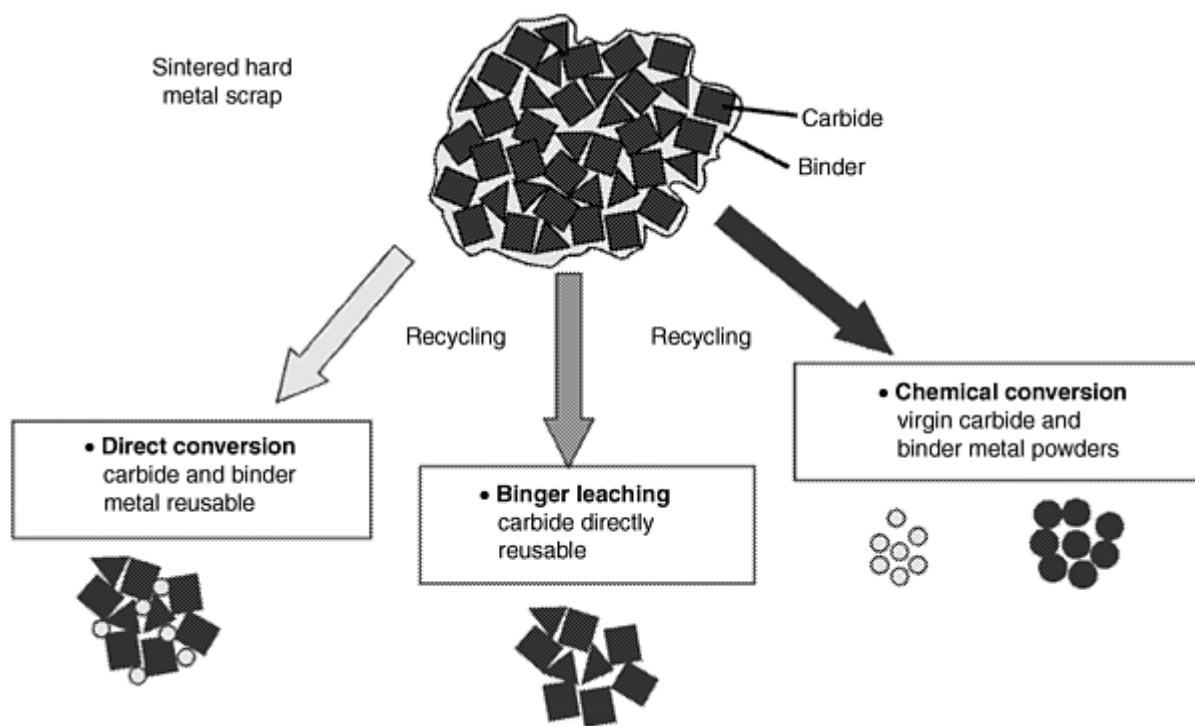 Sintered hard
metal scrap
Carbide
Binder
Recycling
Recycling
• Direct conversion
carbide and binder
metal reusable
• Binger leaching
carbide directly
reusable
• Chemical conversion
virgin carbide and
binder metal powders